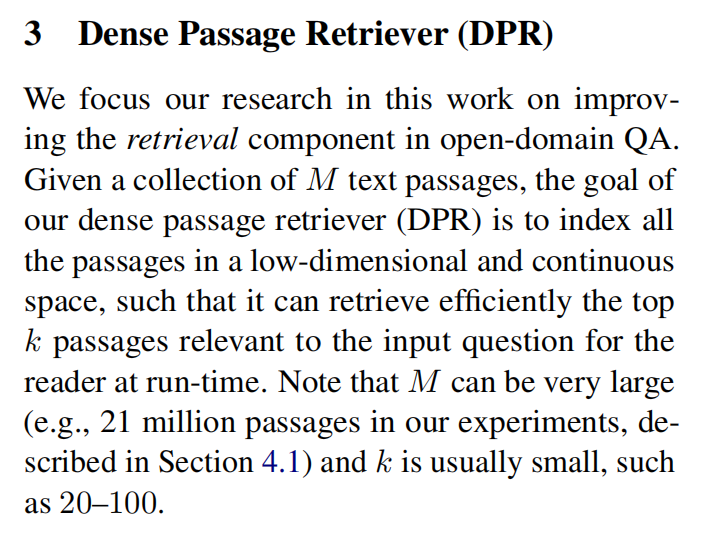 3 Dense Passage Retriever (DPR)
We focus our research in this work on improv-
ing the retrieval component in open-domain QA.
Given a collection of M text passages, the goal of
our dense passage retriever (DPR) is to index all
the passages in a low-dimensional and continuous
space, such that it can retrieve efficiently the top
k passages relevant to the input question for the
reader at run-time. Note that M can be very large
(e.g., 21 million passages in our experiments, de-
scribed in Section 4.1) and k is usually small, such
as 20–100.